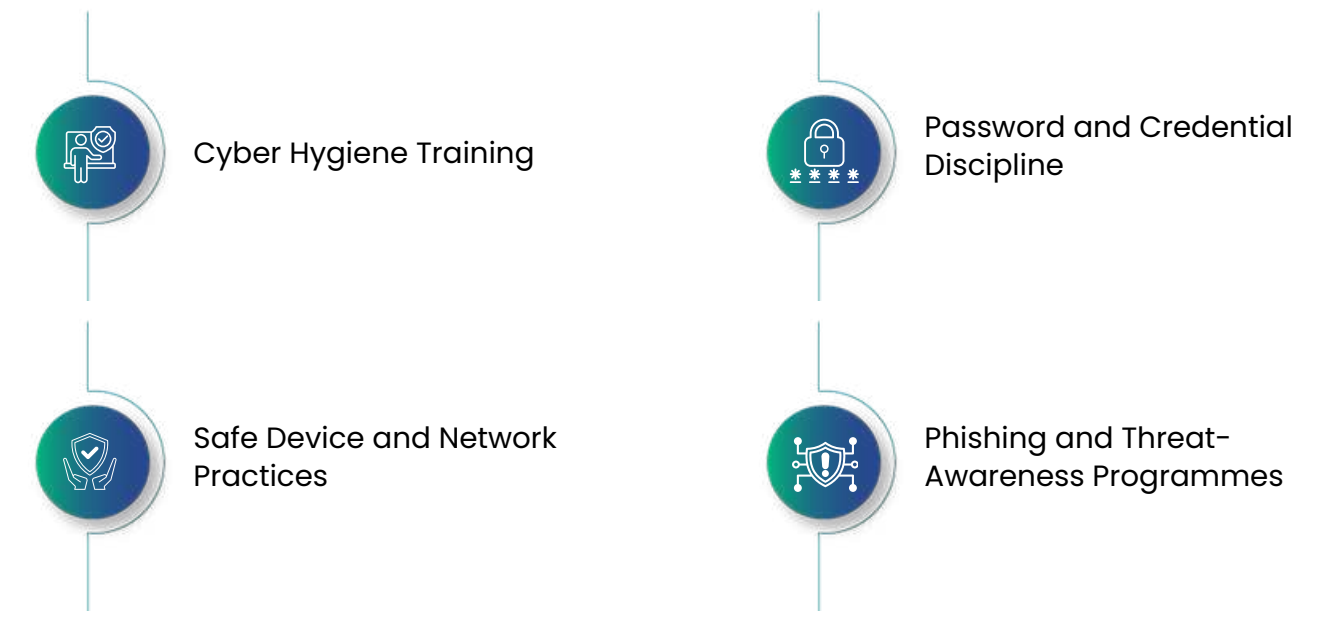 Cyber Hygiene Training
Password and Credential
Discipline
Safe Device and Network
Practices
Phishing and Threat-
Awareness Programmes